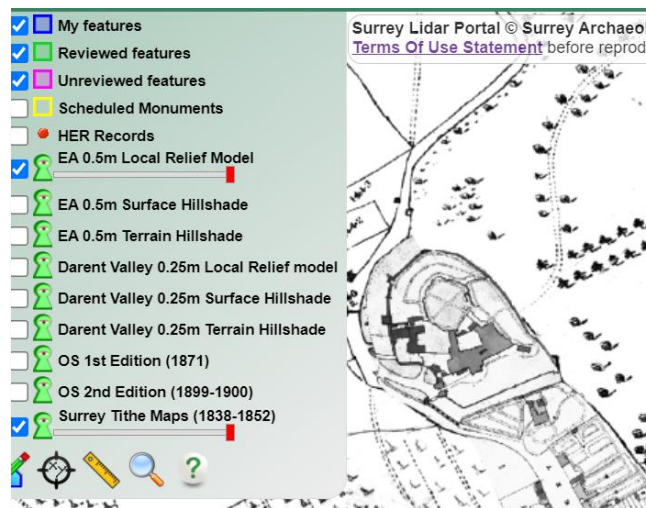 My features
Reviewed features
Unreviewed features
Scheduled Monuments
HER Records
EA 0.5m Local Relief Model
EA 0.5m Surface Hillshade
EA 0.5m Terrain Hillshade
Darent Valley 0.25m Local Relief model
Darent Valley 0.25m Surface Hillshade
Darent Valley 0.25m Terrain Hillshade
OS 1st Edition (1871)
OS 2nd Edition (1899-1900)
Surrey Tithe Maps (1838-1852)
?
Surrey Lidar Portal © Surrey Archaeol
Terms Of Use Statement before reprod